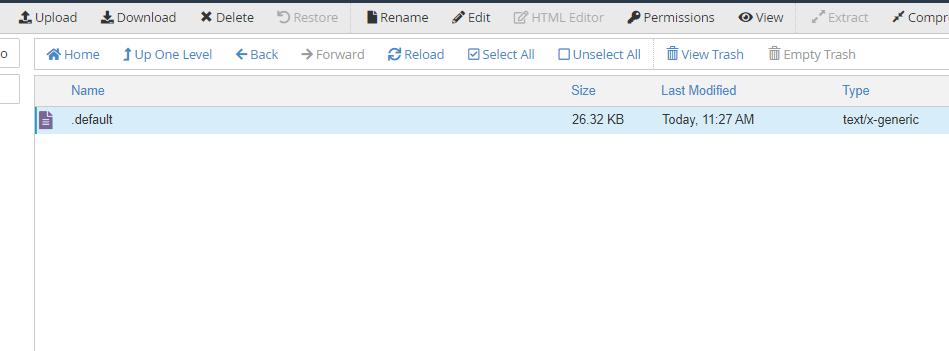 Upload Download Delete Restore Rename Edit HTML Editor Permissions View Extract Compre
o Home Up One Level Back Forward Reload Select All Unselect All View Trash Empty Trash
Name Size Last Modified Type
.default 26.32 KB Today, 11:27 AM text/x-generic